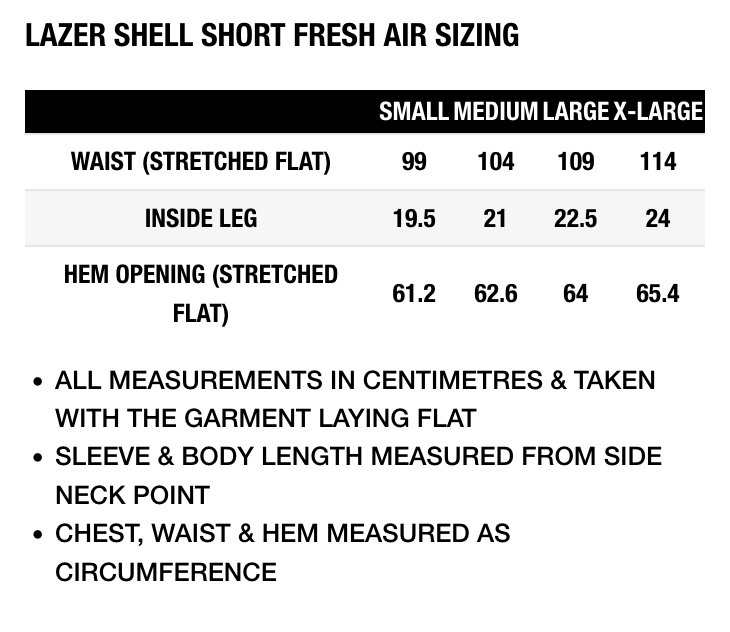 LAZER SHELL SHORT FRESH AIR SIZING
SMALL MEDIUM LARGE X-LARGE
WAIST (STRETCHED FLAT) 99 104 109 114
INSIDE LEG 19.5 21 22.5 24
HEM OPENING (STRETCHED
FLAT) 61.2 62.6 64 65.4
• ALL MEASUREMENTS IN CENTIMETRES & TAKEN
WITH THE GARMENT LAYING FLAT
• SLEEVE & BODY LENGTH MEASURED FROM SIDE
NECK POINT
• CHEST, WAIST & HEM MEASURED AS
CIRCUMFERENCE